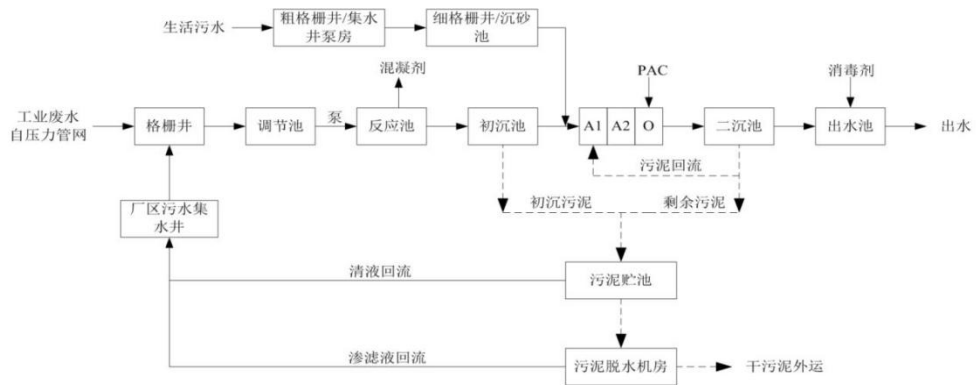 生活污水
粗格栅井/集水
井泵房
细格栅井/沉砂
池
混凝剂
PAC
消毒剂
工业废水
自压力管网
格栅井
调节池
泵
反应池
初沉池
A1
A2
O
二沉池
出水池
出水
污泥回流
初沉污泥
剩余污泥
厂区污水集
水井
清液回流
污泥贮池
渗滤液回流
污泥脱水机房
干污泥外运